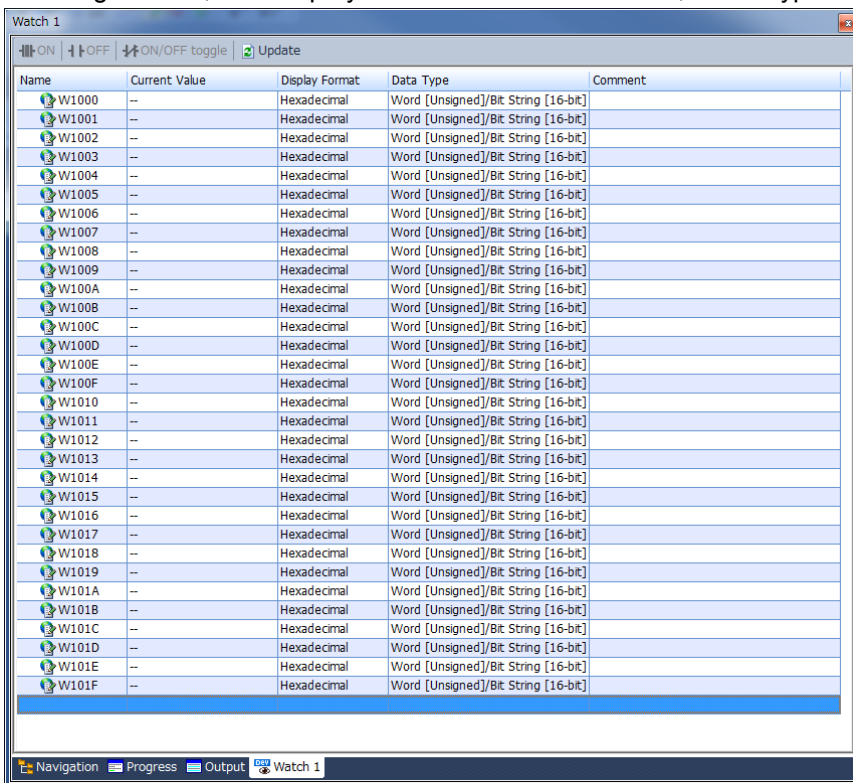 Watch 1
ON OFF ON/OFF toggle Update
Name Current Value Display Format Data Type Comment
W1000 -- Hexadecimal Word [Unsigned]/Bit String [16-bit]
W1001 -- Hexadecimal Word [Unsigned]/Bit String [16-bit]
W1002 -- Hexadecimal Word [Unsigned]/Bit String [16-bit]
W1003 -- Hexadecimal Word [Unsigned]/Bit String [16-bit]
W1004 -- Hexadecimal Word [Unsigned]/Bit String [16-bit]
W1005 -- Hexadecimal Word [Unsigned]/Bit String [16-bit]
W1006 -- Hexadecimal Word [Unsigned]/Bit String [16-bit]
W1007 -- Hexadecimal Word [Unsigned]/Bit String [16-bit]
W1008 -- Hexadecimal Word [Unsigned]/Bit String [16-bit]
W1009 -- Hexadecimal Word [Unsigned]/Bit String [16-bit]
W100A -- Hexadecimal Word [Unsigned]/Bit String [16-bit]
W100B -- Hexadecimal Word [Unsigned]/Bit String [16-bit]
W100C -- Hexadecimal Word [Unsigned]/Bit String [16-bit]
W100D -- Hexadecimal Word [Unsigned]/Bit String [16-bit]
W100E -- Hexadecimal Word [Unsigned]/Bit String [16-bit]
W100F -- Hexadecimal Word [Unsigned]/Bit String [16-bit]
W1010 -- Hexadecimal Word [Unsigned]/Bit String [16-bit]
W1011 -- Hexadecimal Word [Unsigned]/Bit String [16-bit]
W1012 -- Hexadecimal Word [Unsigned]/Bit String [16-bit]
W1013 -- Hexadecimal Word [Unsigned]/Bit String [16-bit]
W1014 -- Hexadecimal Word [Unsigned]/Bit String [16-bit]
W1015 -- Hexadecimal Word [Unsigned]/Bit String [16-bit]
W1016 -- Hexadecimal Word [Unsigned]/Bit String [16-bit]
W1017 -- Hexadecimal Word [Unsigned]/Bit String [16-bit]
W1018 -- Hexadecimal Word [Unsigned]/Bit String [16-bit]
W1019 -- Hexadecimal Word [Unsigned]/Bit String [16-bit]
W101A -- Hexadecimal Word [Unsigned]/Bit String [16-bit]
W101B -- Hexadecimal Word [Unsigned]/Bit String [16-bit]
W101C -- Hexadecimal Word [Unsigned]/Bit String [16-bit]
W101D -- Hexadecimal Word [Unsigned]/Bit String [16-bit]
W101E -- Hexadecimal Word [Unsigned]/Bit String [16-bit]
W101F -- Hexadecimal Word [Unsigned]/Bit String [16-bit]
Navigation Progress Output DEV Watch 1